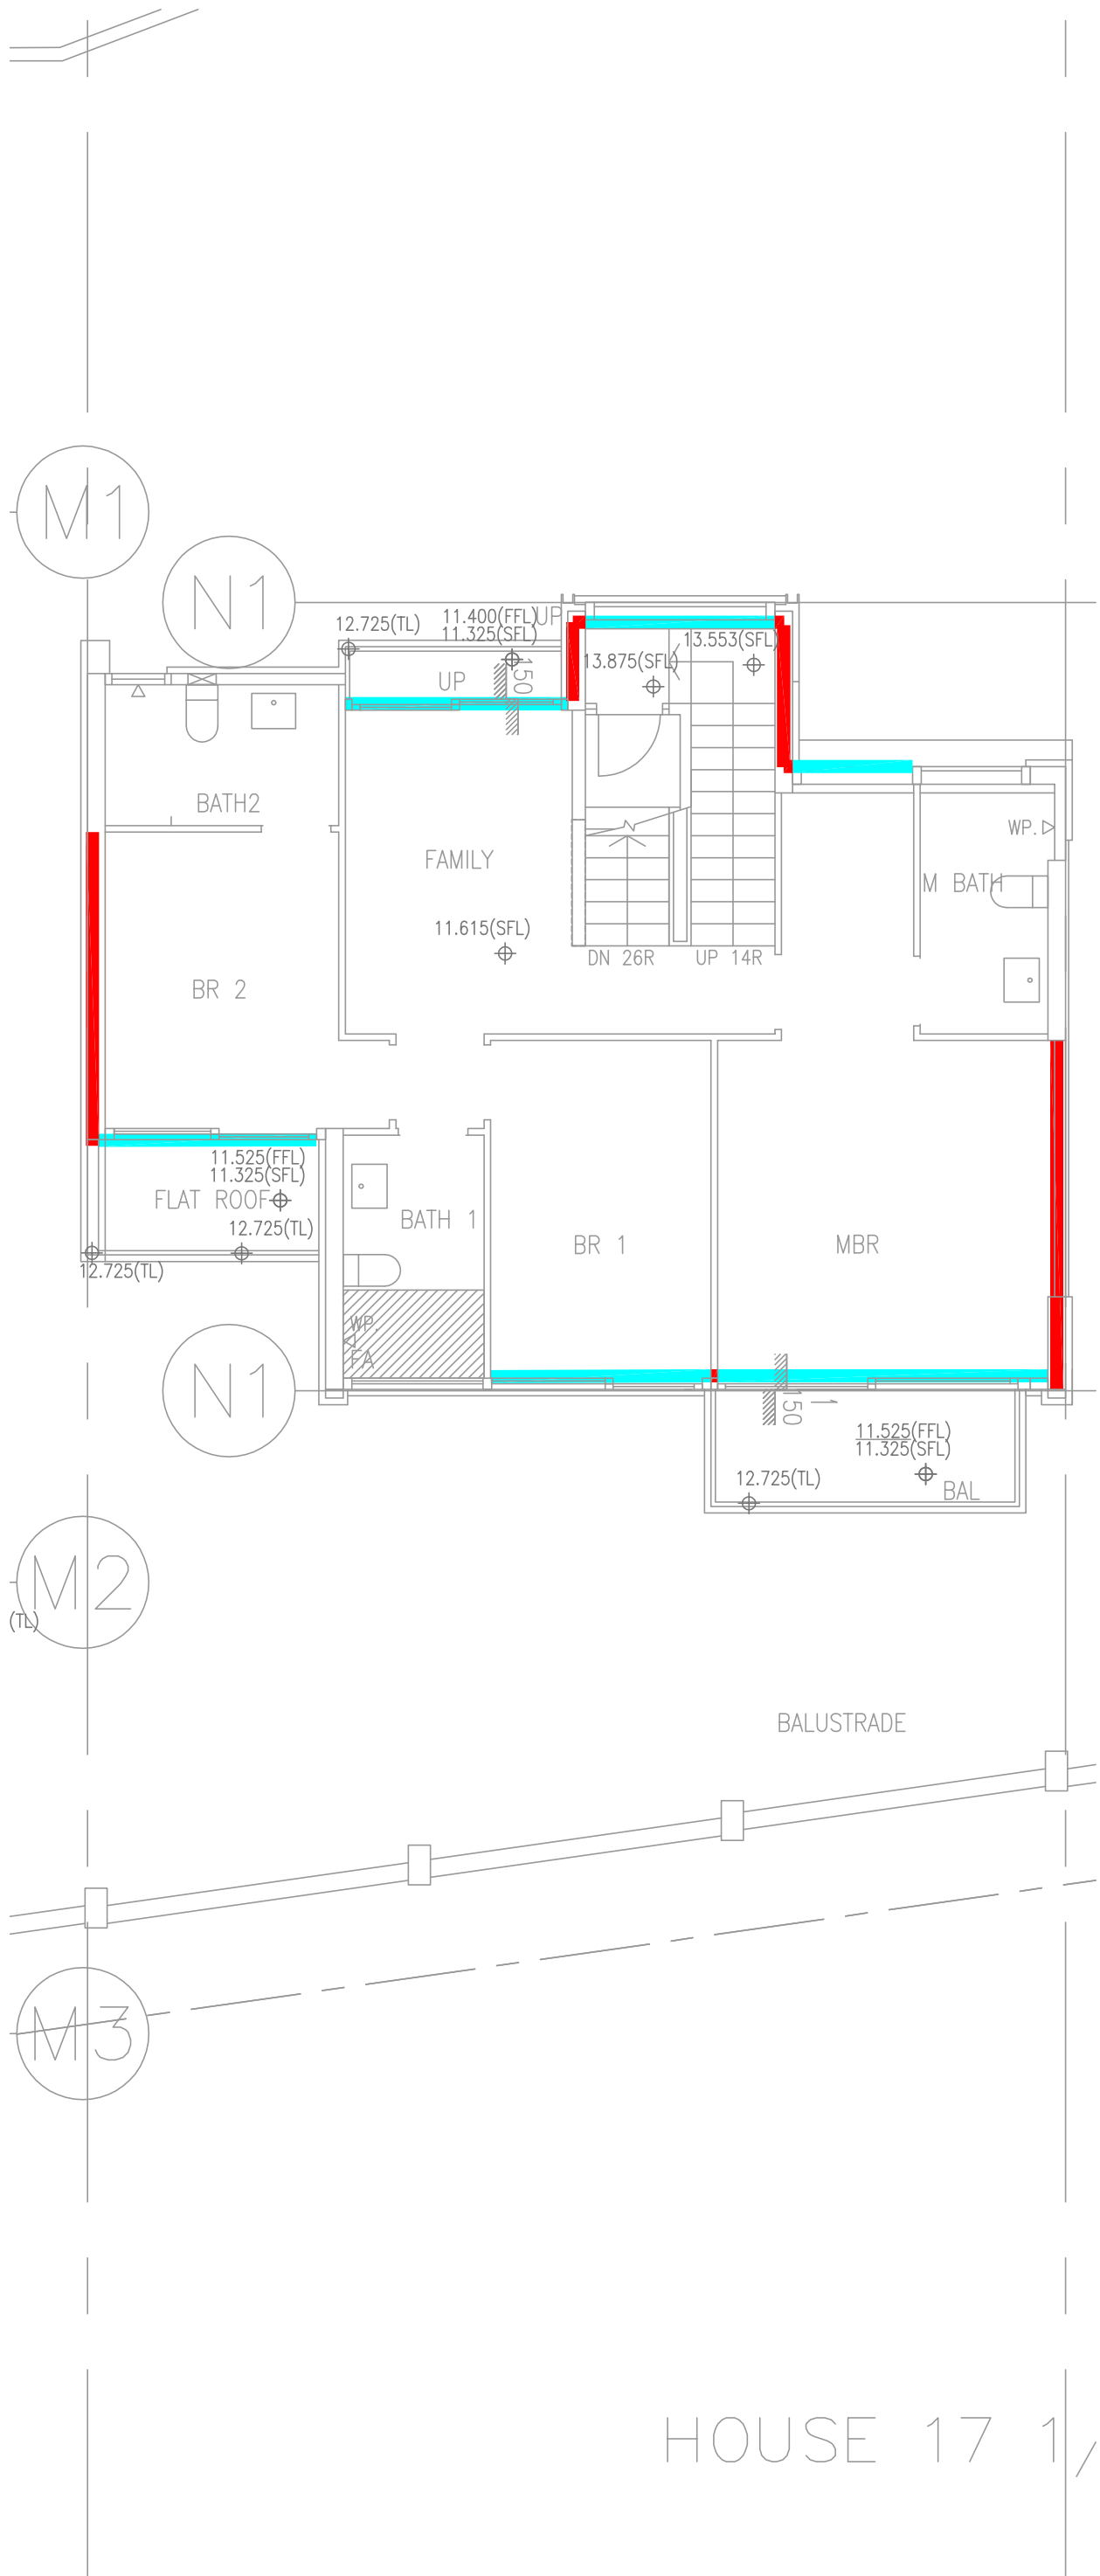 M1
N1
12.725(TL)
11.400(FFL)
11.325(SFL)
UP
13.553(SFL)
13.875(SFL)
UP
150
BATH2
WP.
FAMILY
M BATH
11.615(SFL)
DN 26R
UP 14R
BR 2
11.525(FFL)
11.325(SFL)
FLAT ROOF
BATH 1
12.725(TL)
BR 1
MBR
12.725(TL)
WP.
FA
N1
150
1
11.525(FFL)
11.325(SFL)
12.725(TL)
BAL
M2
(TL)
BALUSTRADE
M3
HOUSE 17 1/